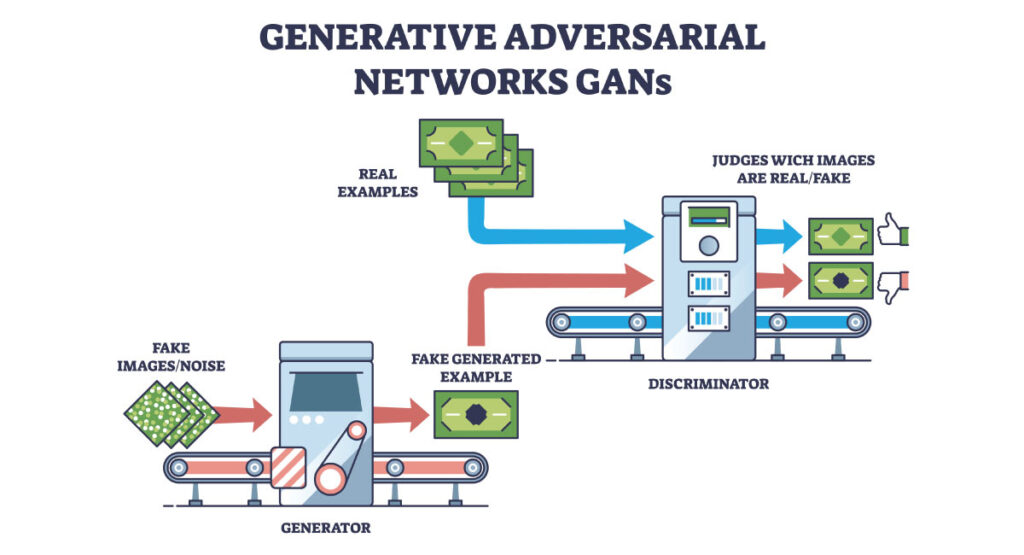 GENERATIVE ADVERSARIAL
NETWORKS GANs
REAL
EXAMPLES
JUDGES WICH IMAGES
ARE REAL/FAKE
FAKE
IMAGES/NOISE
FAKE GENERATED
EXAMPLE
DISCRIMINATOR
GENERATOR